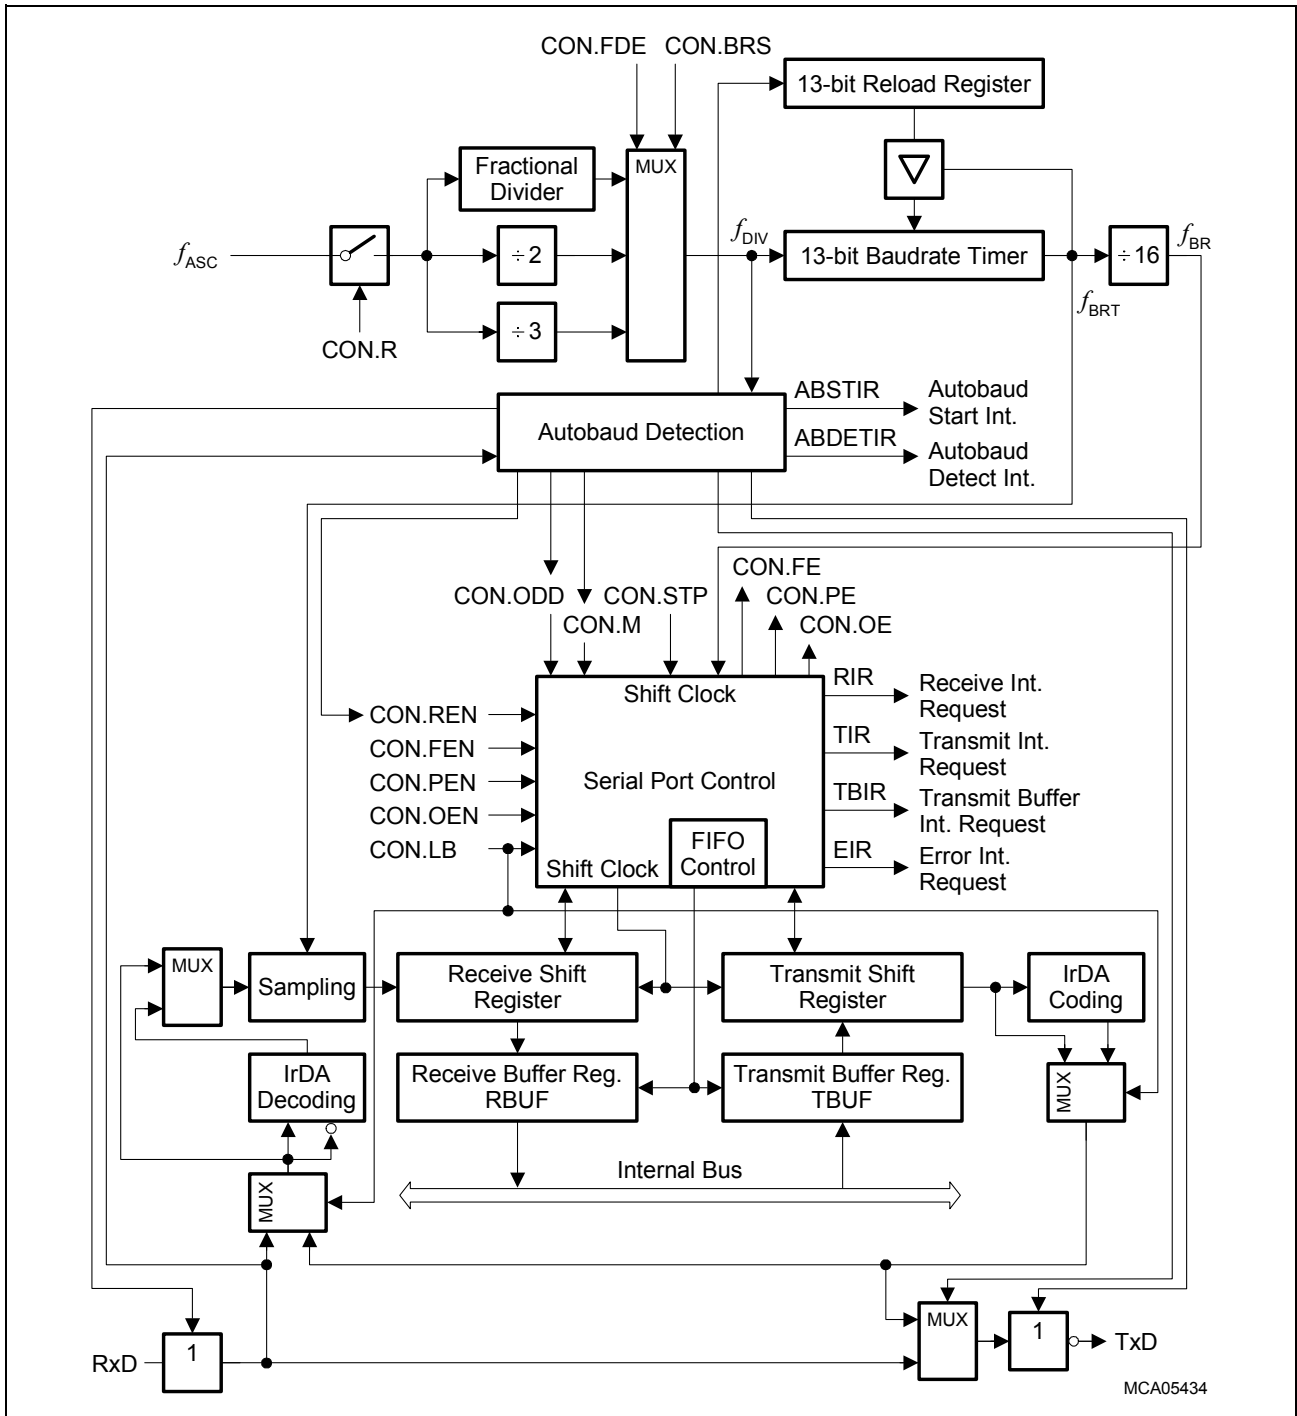 CON.FDE CON.BRS
13-bit Reload Register
MUX
Fractional
Divider
f_ASC
÷ 2
f_DIV
13-bit Baudrate Timer
÷ 16
f_BR
÷ 3
f_BRT
CON.R
ABSTIR
Autobaud
Start Int.
Autobaud Detection
ABDETIR
Autobaud
Detect Int.
CON.FE
CON.ODD CON.STP CON.PE
CON.M CON.OE
Shift Clock
RIR
Receive Int.
Request
CON.REN
CON.FEN
TIR
Transmit Int.
Request
CON.PEN
Serial Port Control
TBIR
Transmit Buffer
Int. Request
CON.OEN
CON.LB
FIFO
Control
Shift Clock
EIR
Error Int.
Request
MUX
Sampling
Receive Shift
Register
Transmit Shift
Register
IrDA
Coding
IrDA
Decoding
Receive Buffer Reg.
RBUF
Transmit Buffer Reg.
TBUF
MUX
Internal Bus
MUX
MUX
RxD
1
1
TxD
MCA05434